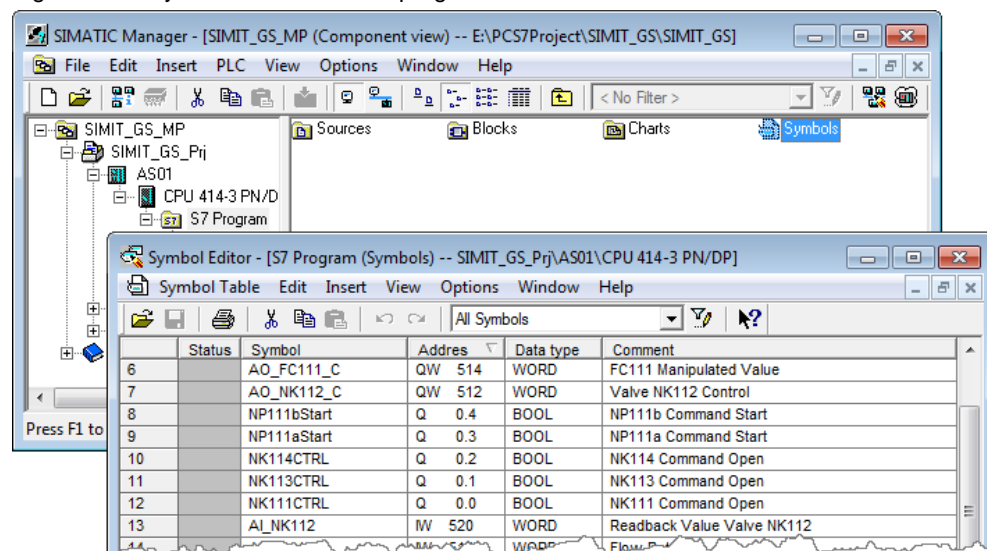 SIMATIC Manager - [SIMIT_GS_MP (Component view) -- E:\PCS7Project\SIMIT_GS\SIMIT_GS]
File Edit Insert PLC View Options Window Help
< No Filter >
SIMIT_GS_MP
SIMIT_GS_Prj
AS01
CPU 414-3 PN/D
S7 Program
Sources Blocks Charts Symbols
Press F1 to
Symbol Editor - [S7 Program (Symbols) -- SIMIT_GS_Prj\AS01\CPU 414-3 PN/DP]
Symbol Table Edit Insert View Options Window Help
All Symbols
Status Symbol Addres Data type Comment
6 AO_FC111_C QW 514 WORD FC111 Manipulated Value
7 AO_NK112_C QW 512 WORD Valve NK112 Control
8 NP111bStart Q 0.4 BOOL NP111b Command Start
9 NP111aStart Q 0.3 BOOL NP111a Command Start
10 NK114CTRL Q 0.2 BOOL NK114 Command Open
11 NK113CTRL Q 0.1 BOOL NK113 Command Open
12 NK111CTRL Q 0.0 BOOL NK111 Command Open
13 AI_NK112 IW 520 WORD Readback Value Valve NK112